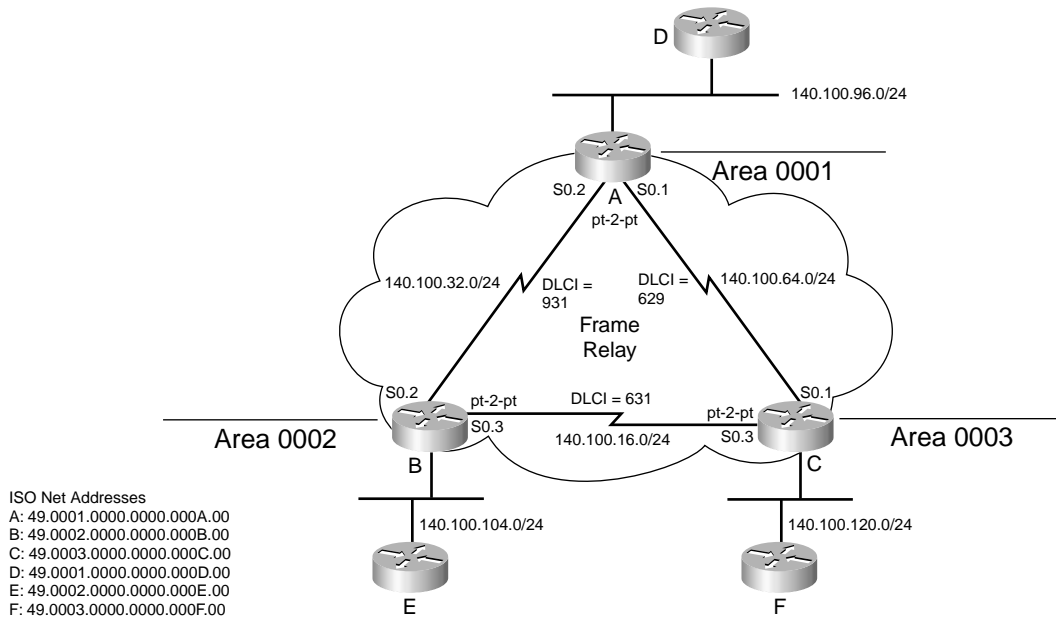 D
140.100.96.0/24
Area 0001
S0.2
A
S0.1
pt-2-pt
140.100.32.0/24
DLCI =
931
DLCI =
629
140.100.64.0/24
Frame
Relay
S0.2
pt-2-pt
DLCI = 631
S0.1
pt-2-pt
Area 0002
S0.3
140.100.16.0/24
S0.3
Area 0003
B
C
ISO Net Addresses
A: 49.0001.0000.0000.000A.00
B: 49.0002.0000.0000.000B.00
C: 49.0003.0000.0000.000C.00
D: 49.0001.0000.0000.000D.00
E: 49.0002.0000.0000.000E.00
F: 49.0003.0000.0000.000F.00
140.100.104.0/24
140.100.120.0/24
E
F